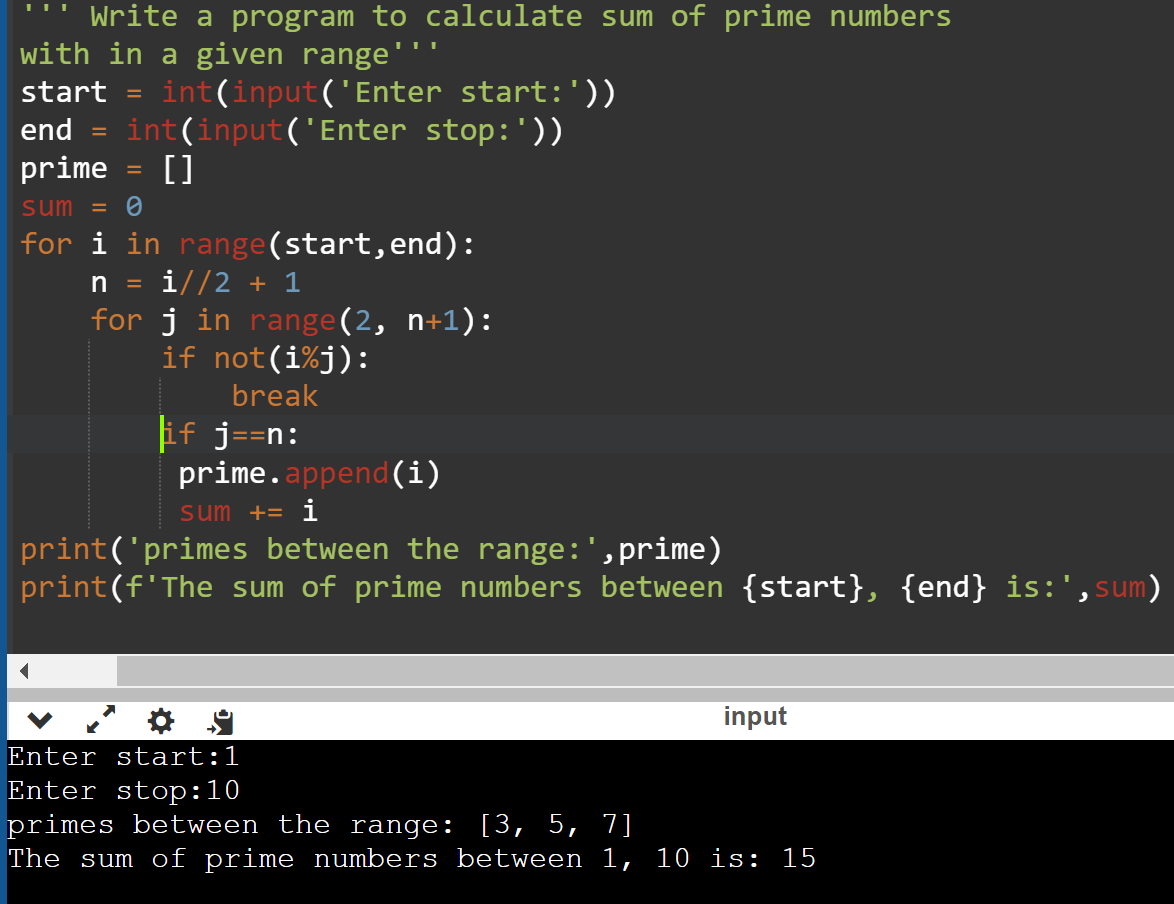 ''' Write a program to calculate sum of prime numbers
with in a given range'''
start = int(input('Enter start:'))
end = int(input('Enter stop:'))
prime = []
sum = 0
for i in range(start,end):
    n = i//2 + 1
    for j in range(2, n+1):
        if not(i%j):
            break
        if j==n:
         prime.append(i)
         sum += i
print('primes between the range:',prime)
print(f'The sum of prime numbers between {start}, {end} is:',sum)
input
Enter start:1
Enter stop:10
primes between the range: [3, 5, 7]
The sum of prime numbers between 1, 10 is: 15